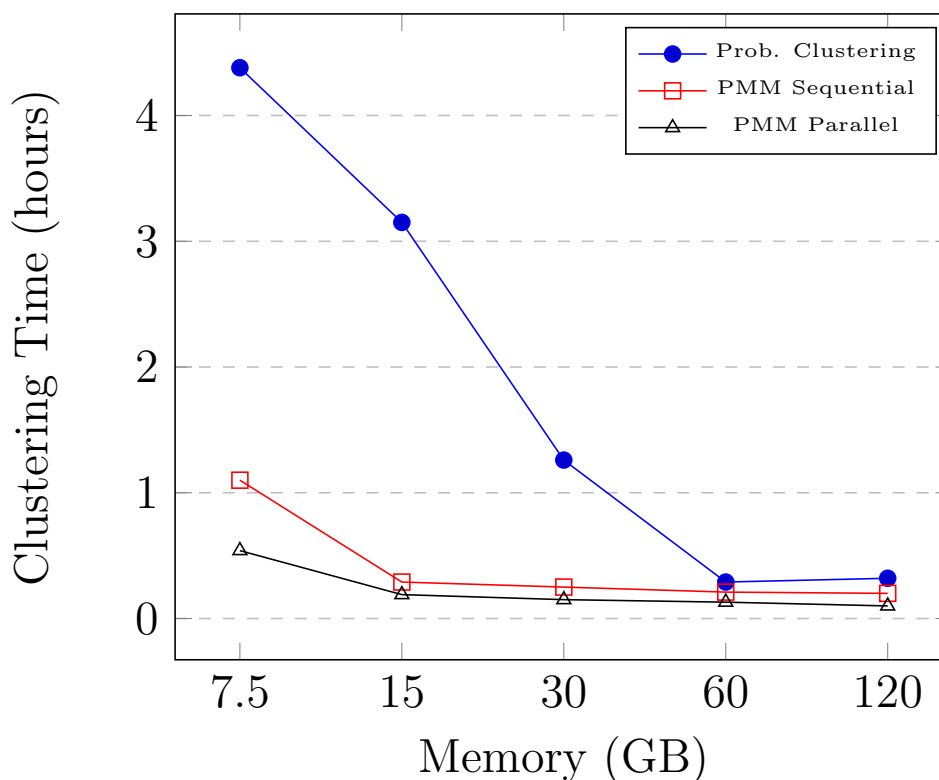 Prob. Clustering
PMM Sequential
PMM Parallel
Clustering Time (hours)
4
3
2
1
0
7.5 15 30 60 120
Memory (GB)